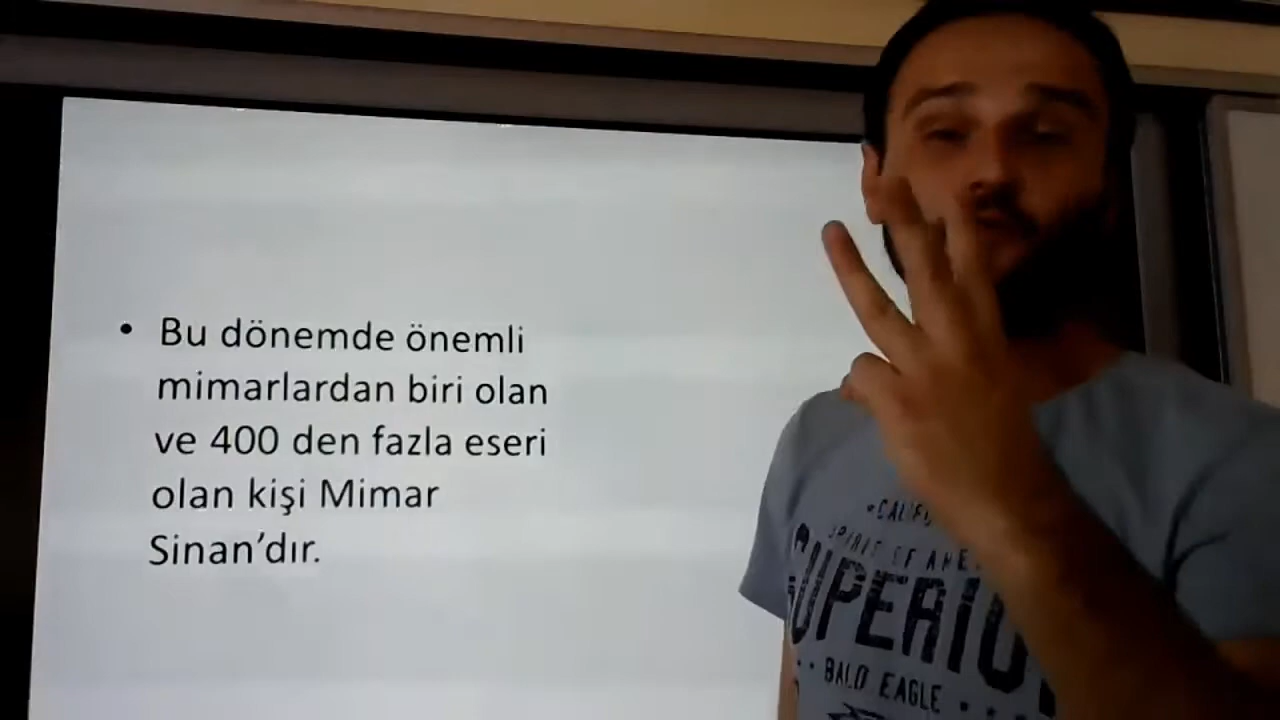 • Bu dönemde önemli
mimarlardan biri olan
ve 400 den fazla eseri
olan kişi Mimar
Sinan'dır.
SUPERIO
BALD EAGLE